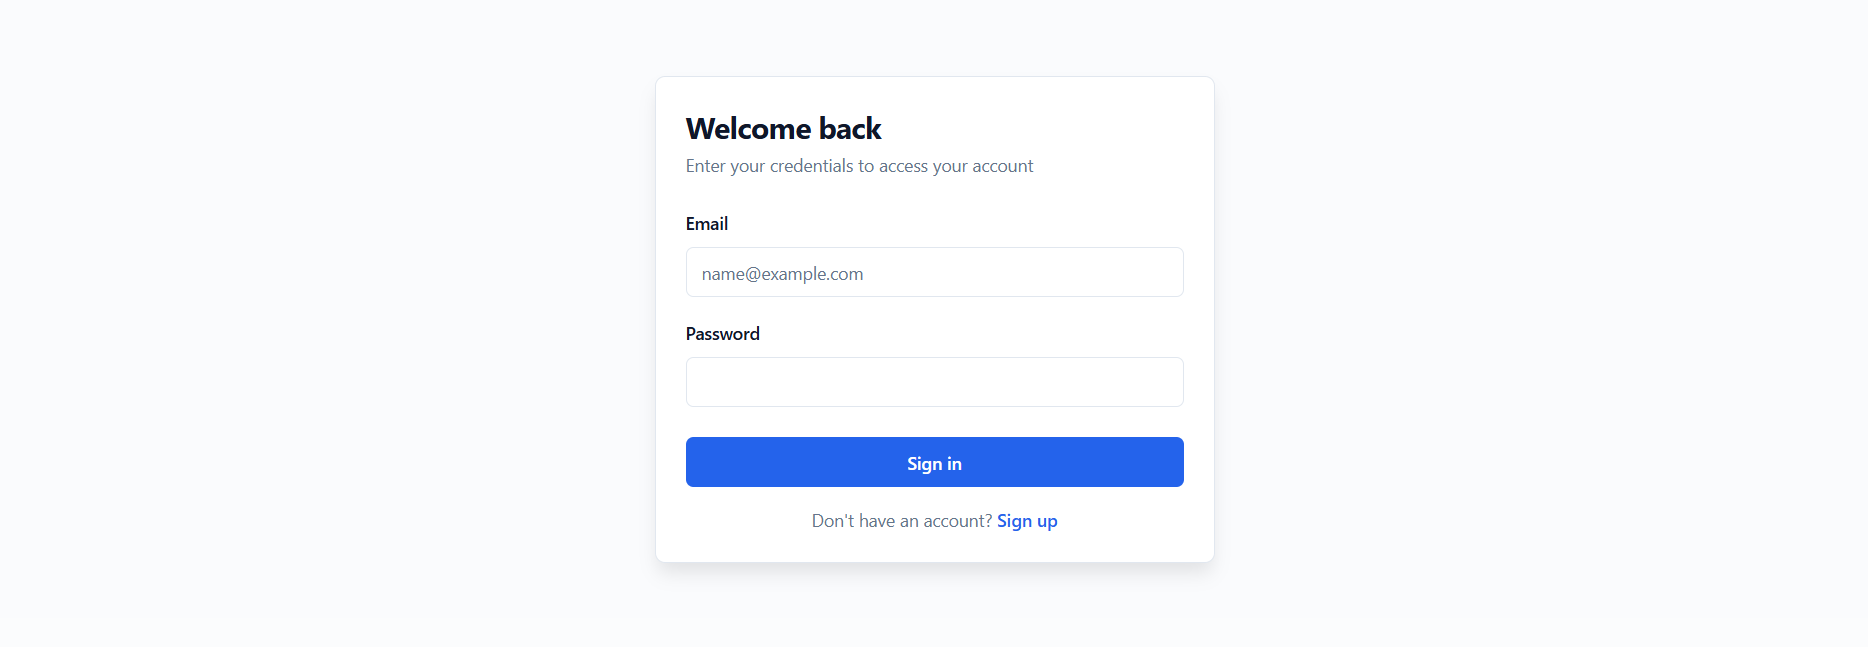 Welcome back
Enter your credentials to access your account
Email
name@example.com
Password
Sign in
Don't have an account? Sign up